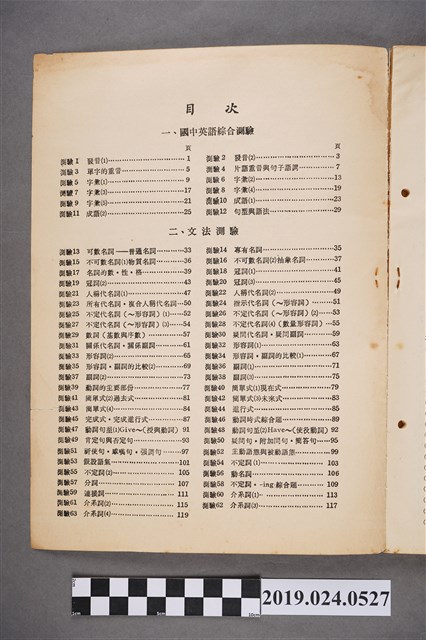 目　次
一、國中英語綜合測驗
頁　頁
測驗1　發音(1)……1　測驗2　發音(2)……3
測驗3　單字的重音……5　測驗4　片語重音與句子語調……7
測驗5　字彙(1)……9　測驗6　字彙(2)……13
測驗7　字彙(3)……17　測驗8　字彙(4)……19
測驗9　字彙(5)……21　測驗10　成語(1)……23
測驗11　成語(2)……25　測驗12　句型與語法……29
二、文法測驗
測驗13　可數名詞——普通名詞……33　測驗14　專有名詞……35
測驗15　不可數名詞(1)物質名詞……36　測驗16　不可數名詞(2)抽象名詞……37
測驗17　名詞的數・性・格……39　測驗18　冠詞(1)……41
測驗19　冠詞(2)……43　測驗20　冠詞(3)……45
測驗21　人稱代名詞(1)……47　測驗22　人稱代名詞(2)……49
測驗23　所有代名詞・複合人稱代名詞……50　測驗24　指示代名詞（～形容詞）……51
測驗25　不定代名詞（～形容詞）(1)……52　測驗26　不定代名詞（～形容詞）(2)……53
測驗27　不定代名詞（～形容詞）(3)……54　測驗28　不定代名詞(4)（數量形容詞）……55
測驗29　數詞（基數與序數）……57　測驗30　疑問代名詞・疑問副詞……59
測驗31　關係代名詞・關係副詞……61　測驗32　形容詞(1)……63
測驗33　形容詞(2)……65　測驗34　形容詞・副詞的比較(1)……67
測驗35　形容詞・副詞的比較(2)……69　測驗36　副詞(1)……71
測驗37　副詞(2)……73　測驗38　副詞(3)……75
測驗39　動詞的主要部份……77　測驗40　簡單式(1)現在式……79
測驗41　簡單式(2)過去式……81　測驗42　簡單式(3)未來式……83
測驗43　簡單式(4)……84　測驗44　進行式……85
測驗45　完成式・完成進行式……87　測驗46　動詞時式綜合題……89
測驗47　動詞句型(1)Give～（授與動詞）91　測驗48　動詞句型(2)Have～（使役動詞）……92
測驗49　肯定句與否定句……93　測驗50　疑問句・附加問句・簡答句……95
測驗51　祈使句・感嘆句・強調句……97　測驗52　主動語態與被動語態……99
測驗53　假設語氣……101　測驗54　不定詞(1)……103
測驗55　不定詞(2)……105　測驗56　動名詞……106
測驗57　分詞……107　測驗58　不定詞・-ing綜合題……109
測驗59　連接詞……111　測驗60　介系詞(1)……113
測驗61　介系詞(2)……115　測驗62　介系詞(3)……117
測驗63　介系詞(4)……119
2019.024.0527